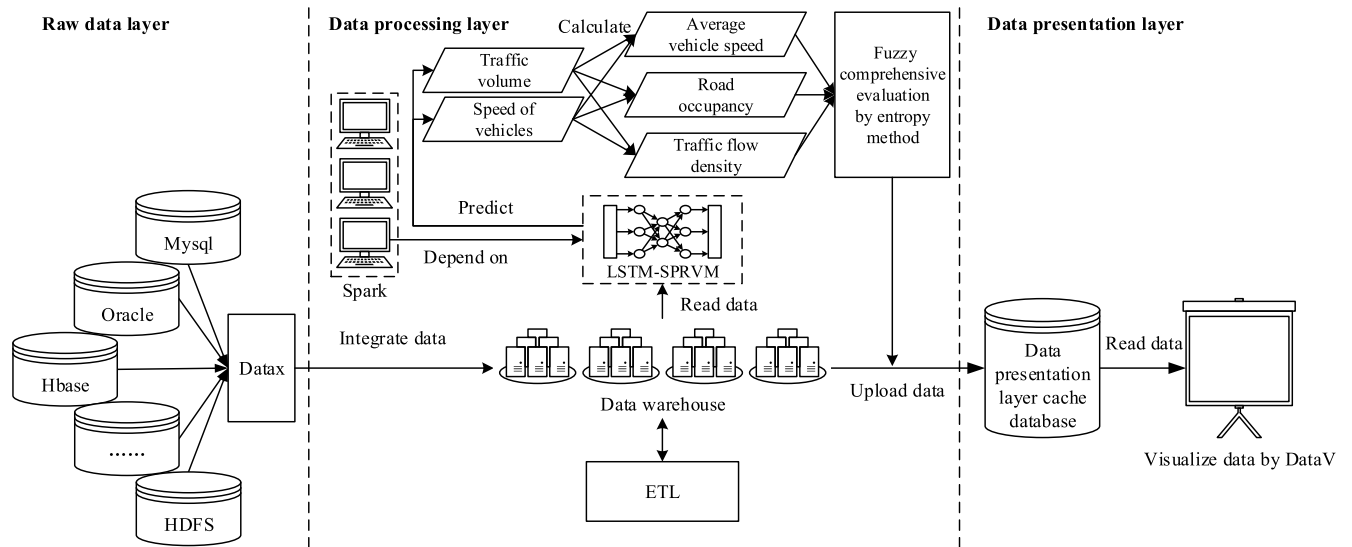 Raw data layer
Mysql
Oracle
Hbase
......
HDFS
Datax
Data processing layer
Calculate
Traffic
volume
Speed of
vehicles
Average
vehicle speed
Road
occupancy
Traffic flow
density
Fuzzy
comprehensive
evaluation
by entropy
method
Predict
Depend on
Spark
LSTM-SPRVM
Read data
Integrate data
Data warehouse
ETL
Upload data
Data presentation layer
Data
presentation
layer cache
database
Read data
Visualize data by DataV